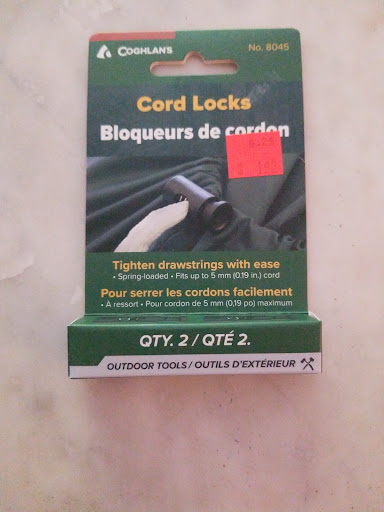 COGHLAN'S No. 8045
Cord Locks
Bloqueurs de cordon
Tighten drawstrings with ease
• Spring-loaded • Fits up to 5 mm (0.19 in.) cord
Pour serrer les cordons facilement
• A ressort • Pour cordon de 5 mm (0.19 po) maximum
QTY. 2 / QTÉ 2.
OUTDOOR TOOLS / OUTILS D'EXTÉRIEUR